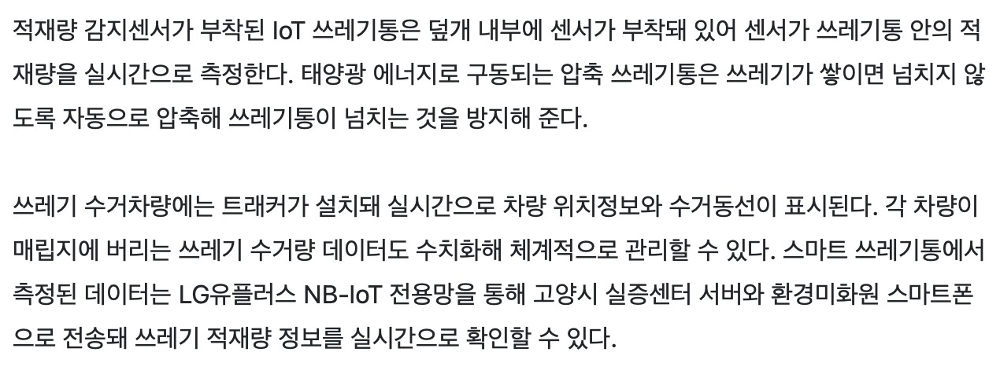 적재량 감지센서가 부착된 IoT 쓰레기통은 덮개 내부에 센서가 부착돼 있어 센서가 쓰레기통 안의 적
재량을 실시간으로 측정한다. 태양광 에너지로 구동되는 압축 쓰레기통은 쓰레기가 쌓이면 넘치지 않
도록 자동으로 압축해 쓰레기통이 넘치는 것을 방지해 준다.
쓰레기 수거차량에는 트래커가 설치돼 실시간으로 차량 위치정보와 수거동선이 표시된다. 각 차량이
매립지에 버리는 쓰레기 수거량 데이터도 수치화해 체계적으로 관리할 수 있다. 스마트 쓰레기통에서
측정된 데이터는 LG유플러스 NB-IoT 전용망을 통해 고양시 실증센터 서버와 환경미화원 스마트폰
으로 전송돼 쓰레기 적재량 정보를 실시간으로 확인할 수 있다.